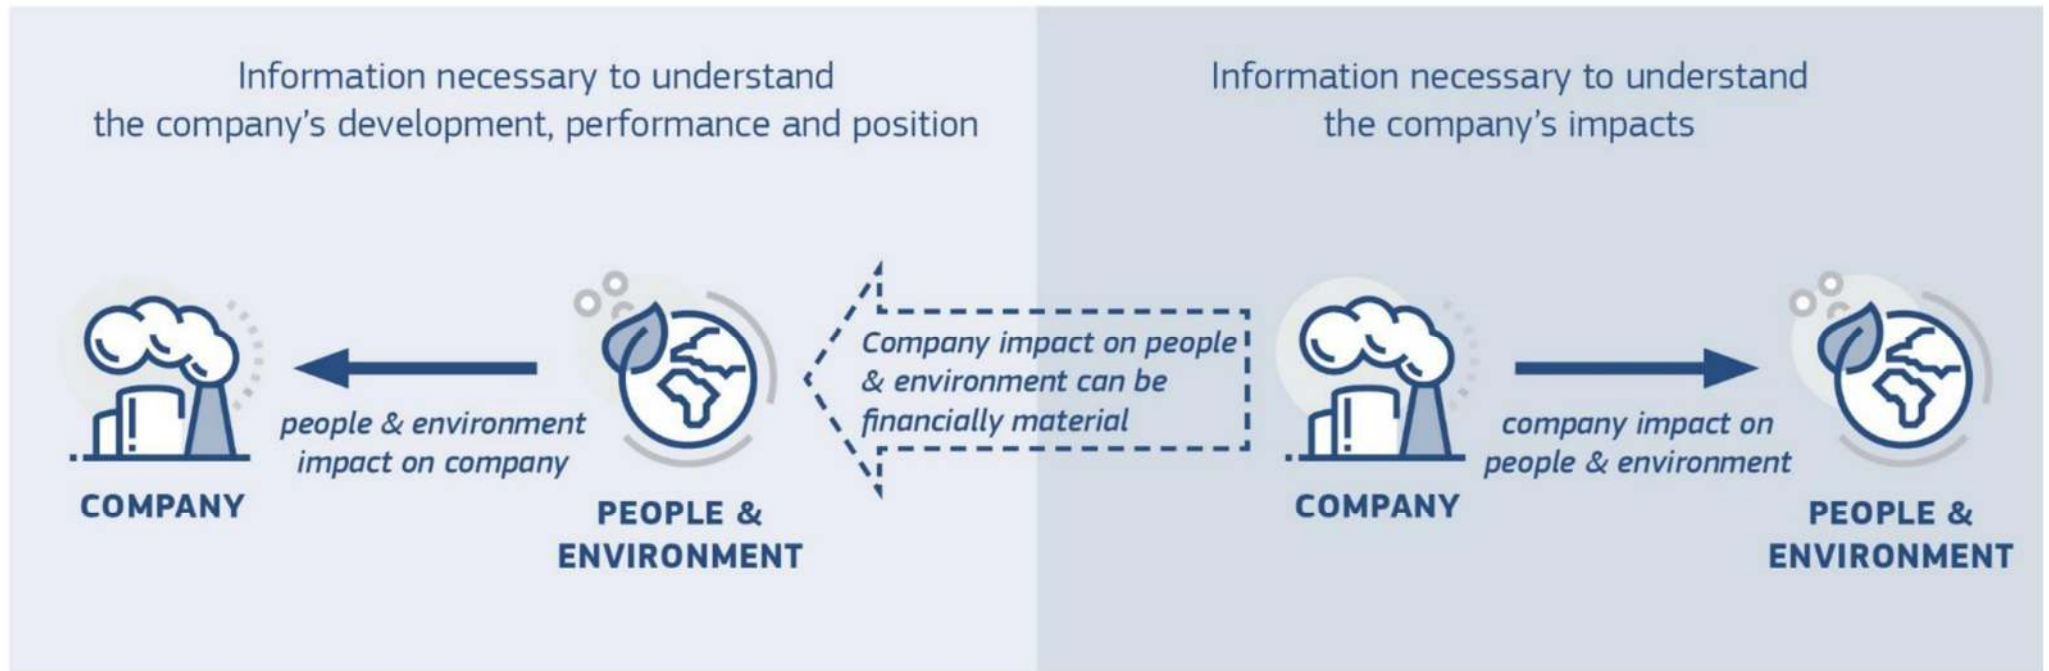 Information necessary to understand
the company's development, performance and position
people & environment
impact on company
COMPANY
PEOPLE &
ENVIRONMENT
Company impact on people
& environment can be
financially material
Information necessary to understand
the company's impacts
company impact on
people & environment
COMPANY
PEOPLE &
ENVIRONMENT